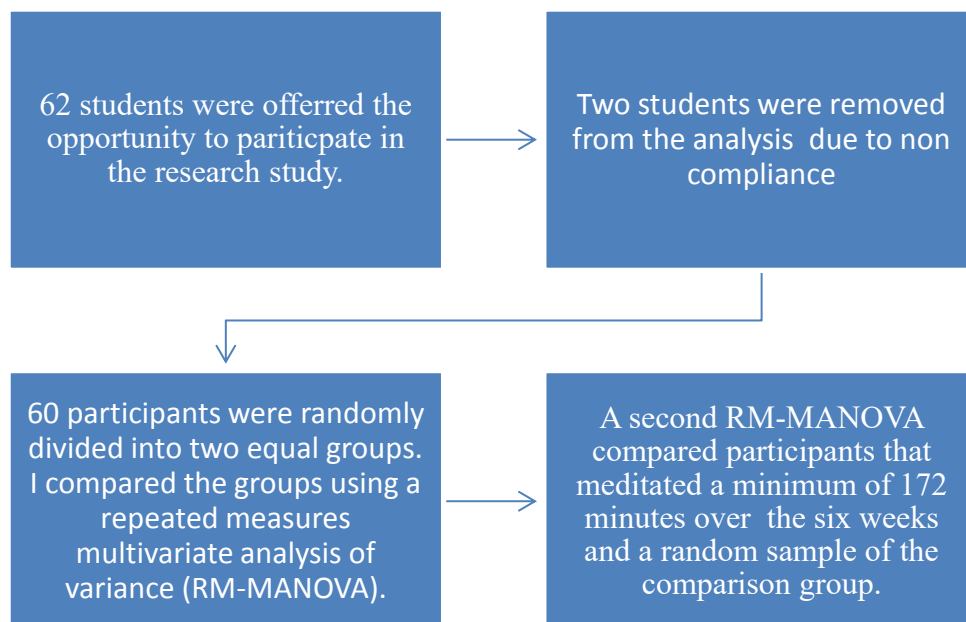 62 students were offerred the
opportunity to pariticpate in
the research study.
Two students were removed
from the analysis  due to non
compliance
60 participants were randomly
divided into two equal groups.
I compared the groups using a
repeated measures
multivariate analysis of
variance (RM-MANOVA).
A second RM-MANOVA
compared participants that
meditated a minimum of 172
minutes over  the six weeks
and a random sample of the
comparison group.